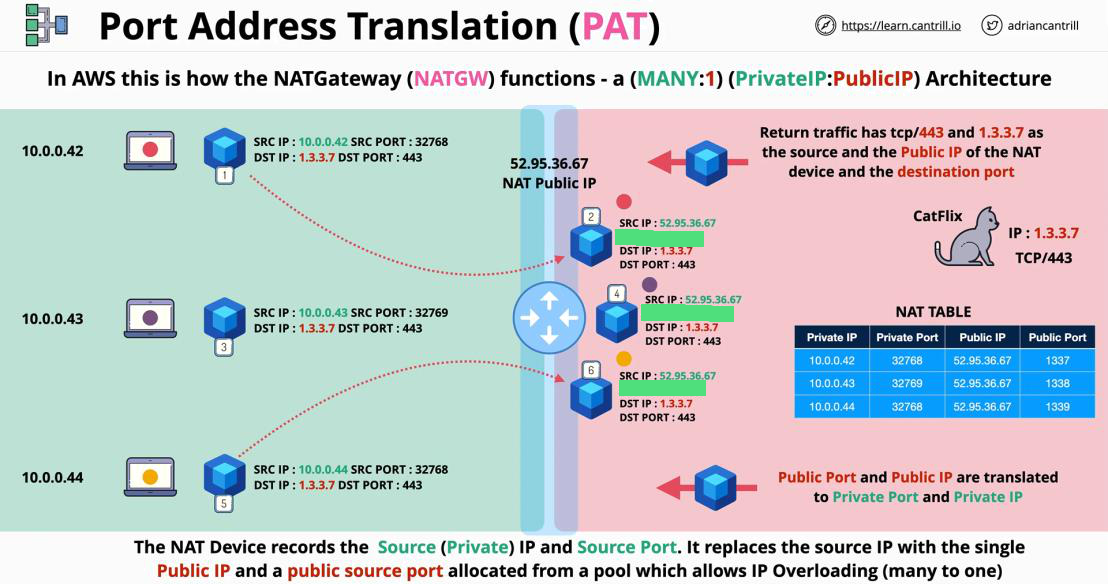 Port Address Translation (PAT)
https://learn.cantrill.io
adriancantrill
In AWS this is how the NATGateway (NATGW) functions - a (MANY:1) (PrivateIP:PublicIP) Architecture
10.0.0.42
1
SRC IP : 10.0.0.42 SRC PORT : 32768
DST IP : 1.3.3.7 DST PORT : 443
52.95.36.67
NAT Public IP
Return traffic has tcp/443 and 1.3.3.7 as
the source and the Public IP of the NAT
device and the destination port
2
SRC IP : 52.95.36.67
DST IP : 1.3.3.7
DST PORT : 443
CatFlix
IP : 1.3.3.7
TCP/443
10.0.0.43
3
SRC IP : 10.0.0.43 SRC PORT : 32769
DST IP : 1.3.3.7 DST PORT : 443
4
SRC IP : 52.95.36.67
DST IP : 1.3.3.7
DST PORT : 443
NAT TABLE
Private IP Private Port Public IP Public Port
10.0.0.42 32768 52.95.36.67 1337
10.0.0.43 32769 52.95.36.67 1338
10.0.0.44 32768 52.95.36.67 1339
6
SRC IP : 52.95.36.67
DST IP : 1.3.3.7
DST PORT : 443
10.0.0.44
5
SRC IP : 10.0.0.44 SRC PORT : 32768
DST IP : 1.3.3.7 DST PORT : 443
Public Port and Public IP are translated
to Private Port and Private IP
The NAT Device records the Source (Private) IP and Source Port. It replaces the source IP with the single
Public IP and a public source port allocated from a pool which allows IP Overloading (many to one)